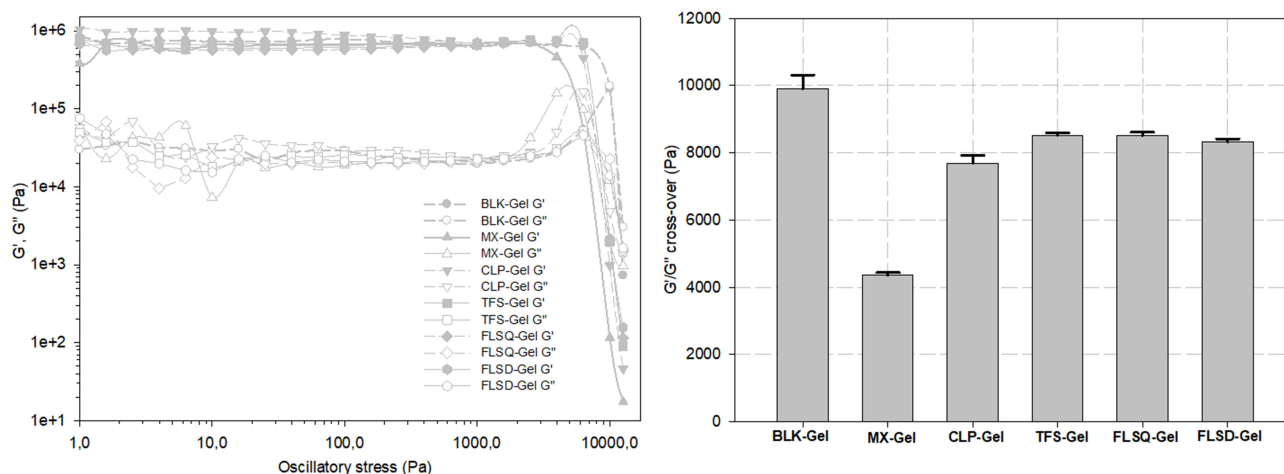 1e+6
1e+5
1e+4
1e+3
1e+2
1e+1
G', G'' (Pa)
1,0
10,0
100,0
1000,0
10000,0
Oscillatory stress (Pa)
BLK-Gel G'
BLK-Gel G"
MX-Gel G'
MX-Gel G"
CLP-Gel G'
CLP-Gel G"
TFS-Gel G'
TFS-Gel G"
FLSQ-Gel G'
FLSQ-Gel G"
FLSD-Gel G'
FLSD-Gel G"
12000
10000
8000
6000
4000
2000
0
G'/G'' cross-over (Pa)
BLK-Gel
MX-Gel
CLP-Gel
TFS-Gel
FLSQ-Gel
FLSD-Gel